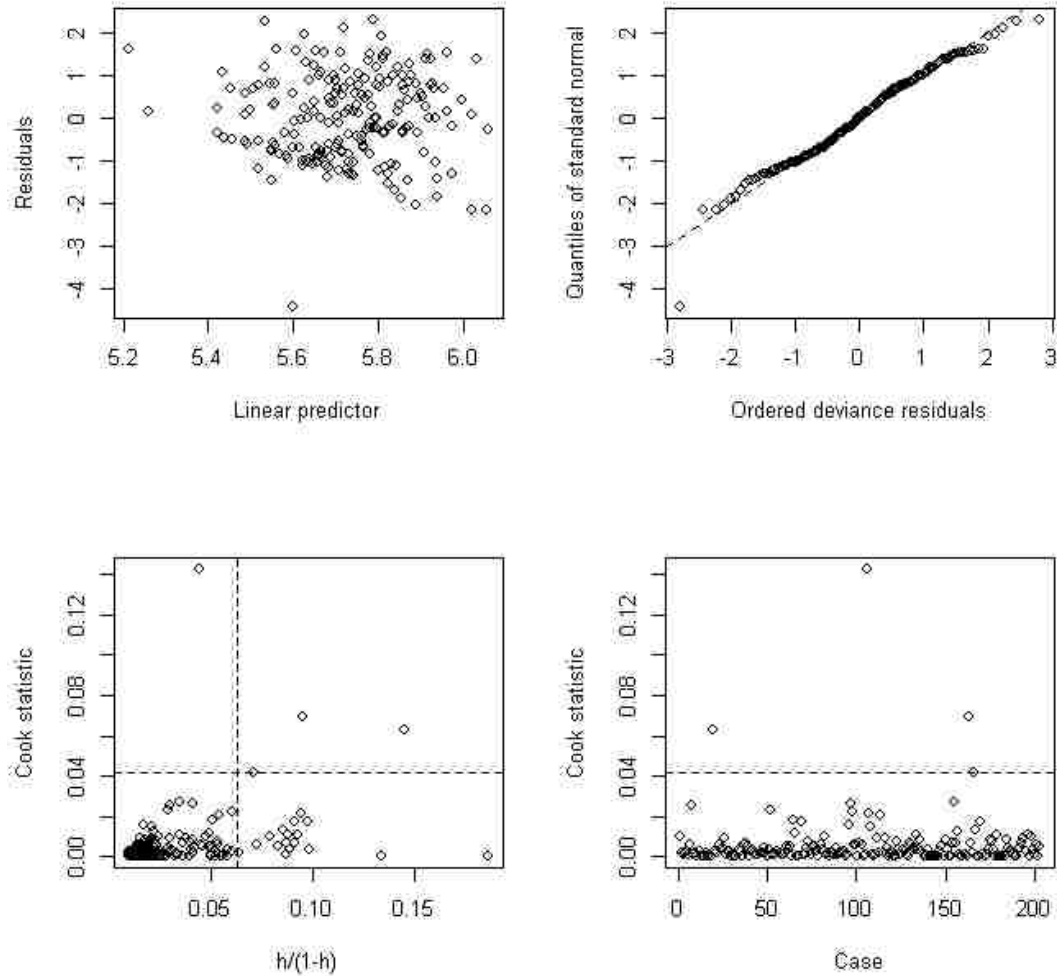 2
1
0
-1
-2
-3
-4
Residuals
5.2 5.4 5.6 5.8 6.0
Linear predictor
2
1
0
-1
-2
-3
-4
Quantiles of standard normal
-3 -2 -1 0 1 2 3
Ordered deviance residuals
0.12
0.08
0.04
0.00
Cook statistic
0.05 0.10 0.15
h/(1-h)
0.12
0.08
0.04
0.00
Cook statistic
0 50 100 150 200
Case